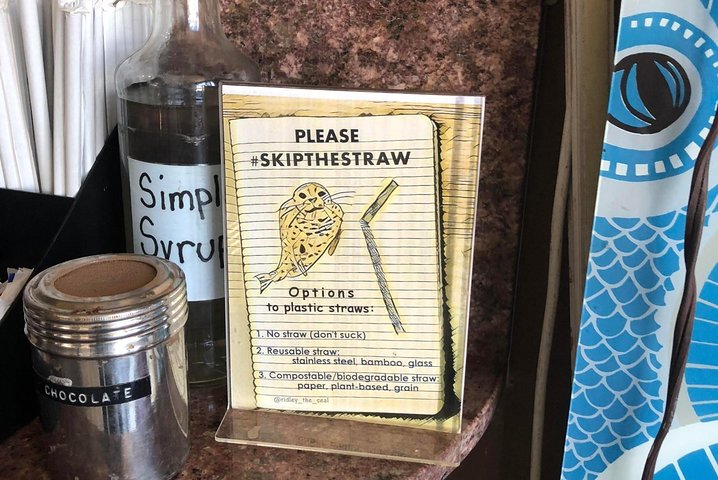 Simpl
Syrup
CHOCOLATE
PLEASE
#SKIPTHESTRAW
Options
to plastic straws:
1. No straw (don't suck)
2. Reusable straw:
stainless steel, bamboo, glass
3. Compostable/biodegradable straw:
paper, plant-based, grain
@ridley_the_seal